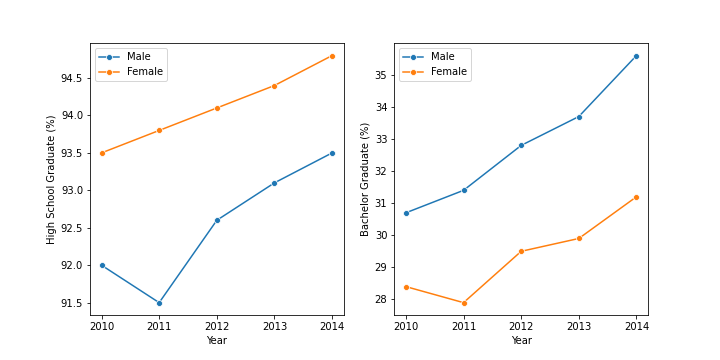 Male
Female
High School Graduate (%)
94.5
94.0
93.5
93.0
92.5
92.0
91.5
2010 2011 2012 2013 2014
Year
Male
Female
Bachelor Graduate (%)
35
34
33
32
31
30
29
28
2010 2011 2012 2013 2014
Year